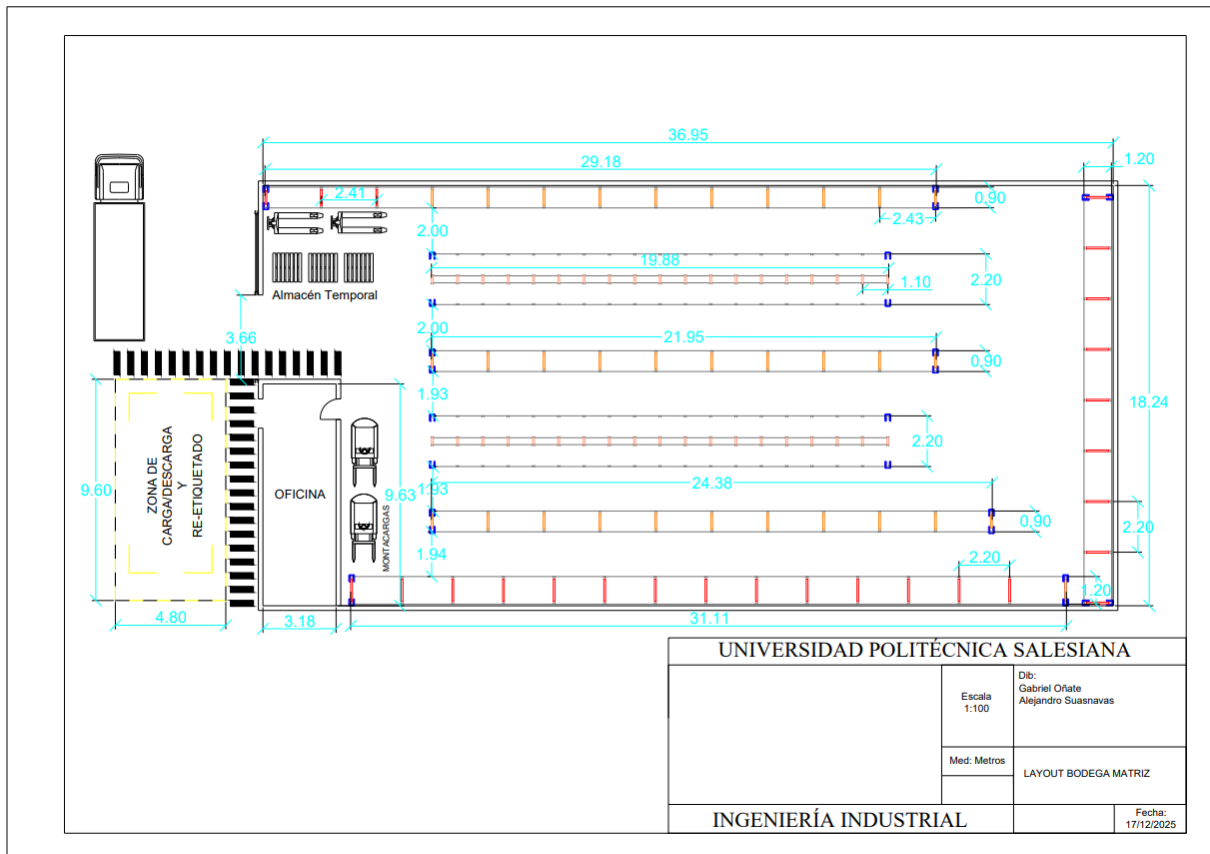 36.95
29.18
1.20
2.41
0.90
2.43
2.00
19.88
2.20
1.10
Almacén Temporal
3.66
2.00
21.95
0.90
1.93
18.24
2.20
ZONA DE
CARGA/DESCARGA
Y
RE-ETIQUETADO
9.60
OFICINA
9.63
1.93
24.38
MONTACARGAS
0.90
2.20
1.94
2.20
1.20
4.80
3.18
31.11
UNIVERSIDAD POLITÉCNICA SALESIANA
Escala
1:100
Dib:
Gabriel Oñate
Alejandro Suasnavas
Med: Metros
LAYOUT BODEGA MATRIZ
INGENIERÍA INDUSTRIAL
Fecha:
17/12/2025